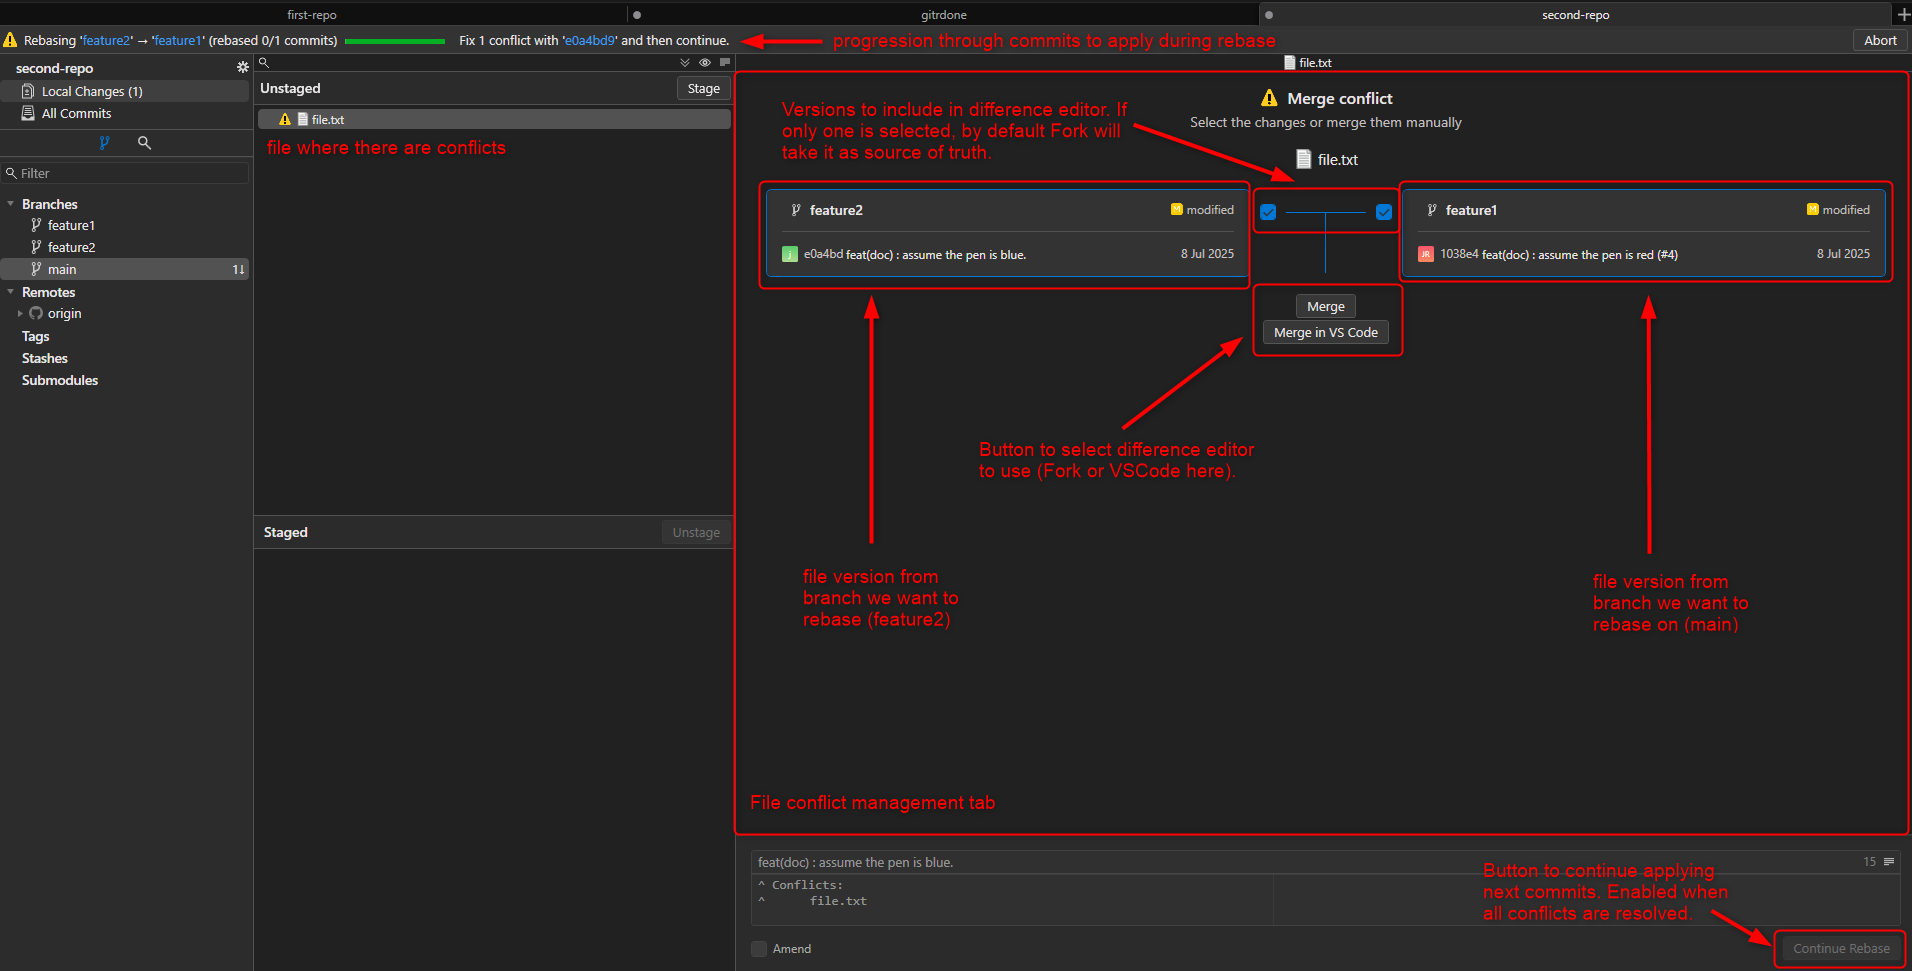 first-repo
gitrdone
second-repo
Rebasing 'feature2' → 'feature1' (rebased 0/1 commits)
Fix 1 conflict with 'e0a4bd9' and then continue.
progression through commits to apply during rebase
Abort
second-repo
Local Changes (1)
All Commits
Filter
Branches
feature1
feature2
main 1↓
Remotes
origin
Tags
Stashes
Submodules
Unstaged
Stage
file.txt
file where there are conflicts
Staged
Unstage
file.txt
Merge conflict
Select the changes or merge them manually
file.txt
Versions to include in difference editor. If
only one is selected, by default Fork will
take it as source of truth.
feature2
M modified
j e0a4bd feat(doc) : assume the pen is blue.
8 Jul 2025
feature1
M modified
JR 1038e4 feat(doc) : assume the pen is red (#4)
8 Jul 2025
Merge
Merge in VS Code
Button to select difference editor
to use (Fork or VSCode here).
file version from
branch we want to
rebase (feature2)
file version from
branch we want to
rebase on (main)
File conflict management tab
feat(doc) : assume the pen is blue.
15
^ Conflicts:
^ file.txt
Button to continue applying
next commits. Enabled when
all conflicts are resolved.
Amend
Continue Rebase